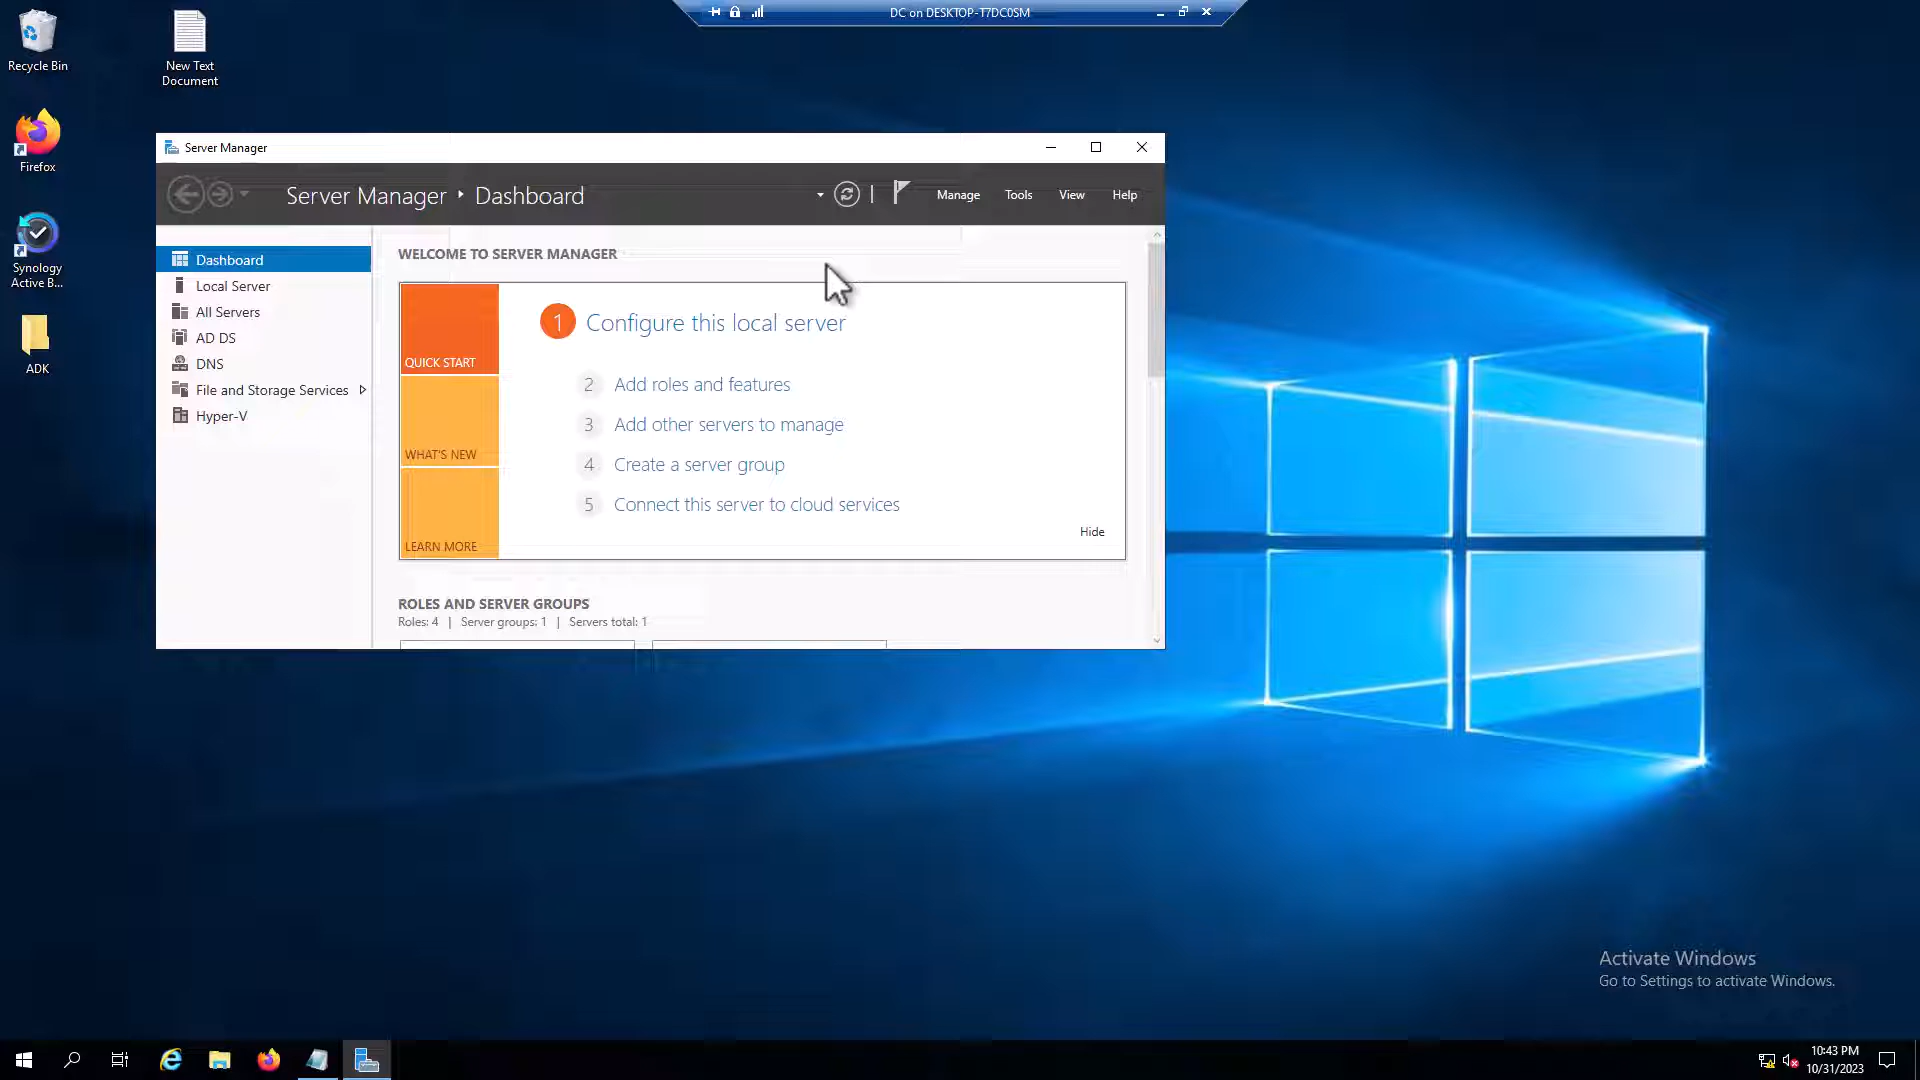 DC on DESKTOP-T7DC0SM
Recycle Bin
New Text
Document
Firefox
Synology
Active B...
ADK
Server Manager
Server Manager ‣ Dashboard
Manage
Tools
View
Help
Dashboard
Local Server
All Servers
AD DS
DNS
File and Storage Services
Hyper-V
WELCOME TO SERVER MANAGER
QUICK START
WHAT'S NEW
LEARN MORE
1 Configure this local server
2 Add roles and features
3 Add other servers to manage
4 Create a server group
5 Connect this server to cloud services
Hide
ROLES AND SERVER GROUPS
Roles: 4 | Server groups: 1 | Servers total: 1
Activate Windows
Go to Settings to activate Windows.
10:43 PM
10/31/2023